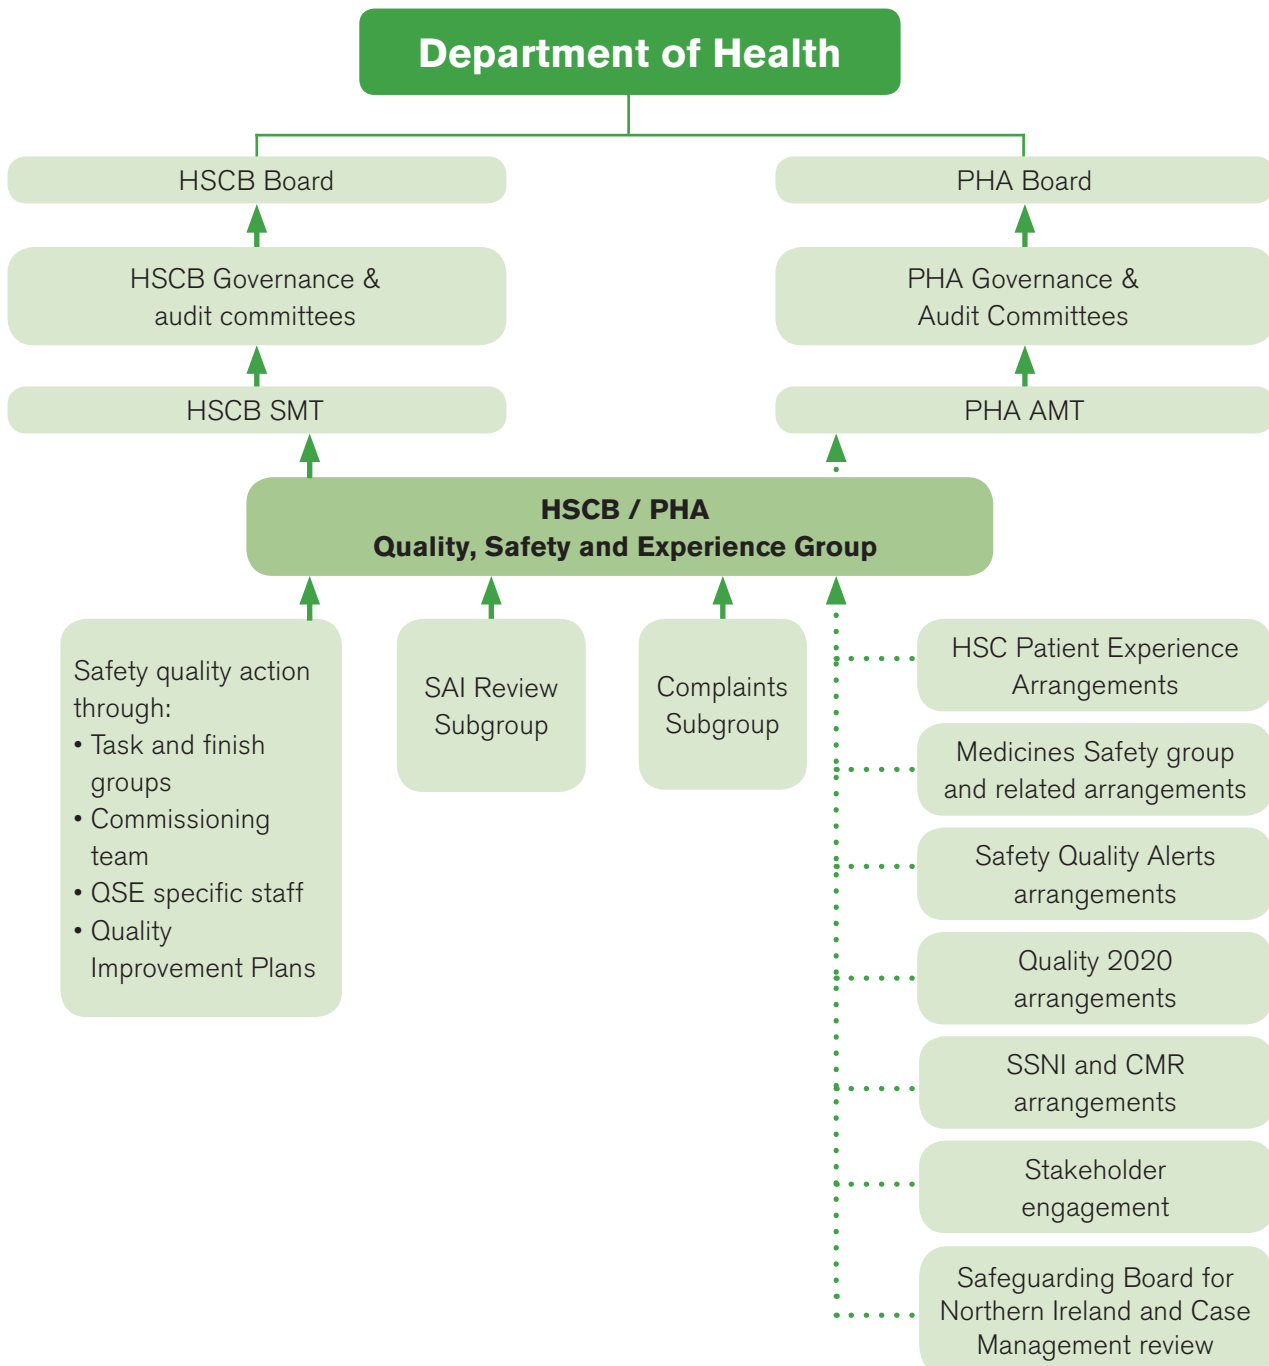 Department of Health
HSCB Board
PHA Board
HSCB Governance &
audit committees
PHA Governance &
Audit Committees
HSCB SMT
PHA AMT
HSCB / PHA
Quality, Safety and Experience Group
Safety quality action
through:
• Task and finish
groups
• Commissioning
team
• QSE specific staff
• Quality
Improvement Plans
SAI Review
Subgroup
Complaints
Subgroup
HSC Patient Experience
Arrangements
Medicines Safety group
and related arrangements
Safety Quality Alerts
arrangements
Quality 2020
arrangements
SSNI and CMR
arrangements
Stakeholder
engagement
Safeguarding Board for
Northern Ireland and Case
Management review